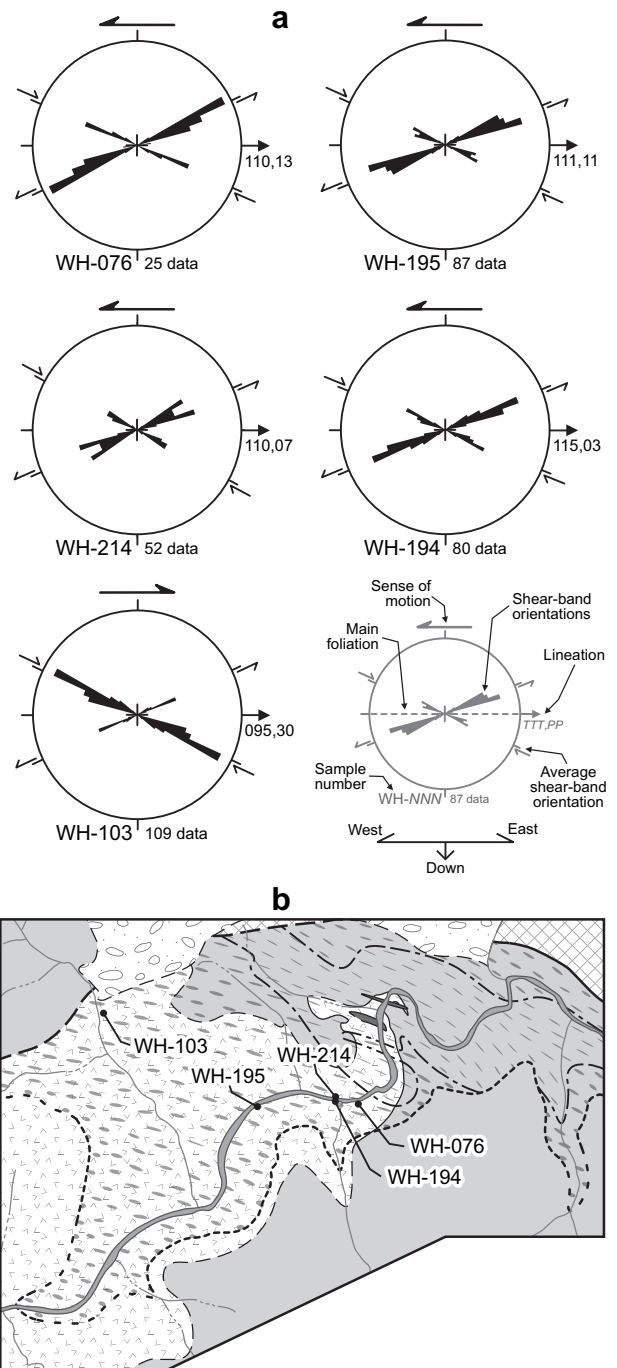 a
110,13
WH-076 25 data
111,11
WH-195 87 data
110,07
WH-214 52 data
115,03
WH-194 80 data
095,30
WH-103 109 data
Sense of
motion
Shear-band
orientations
Main
foliation
Lineation
TTT,PP
Sample
number
WH-NNN 87 data
Average
shear-band
orientation
West
East
Down
b
WH-103
WH-214
WH-195
WH-076
WH-194